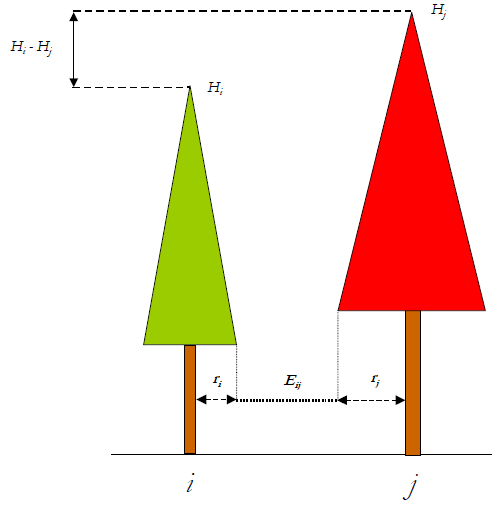 H_j
H_i - H_j
H_i
r_i E_ij r_j
i j